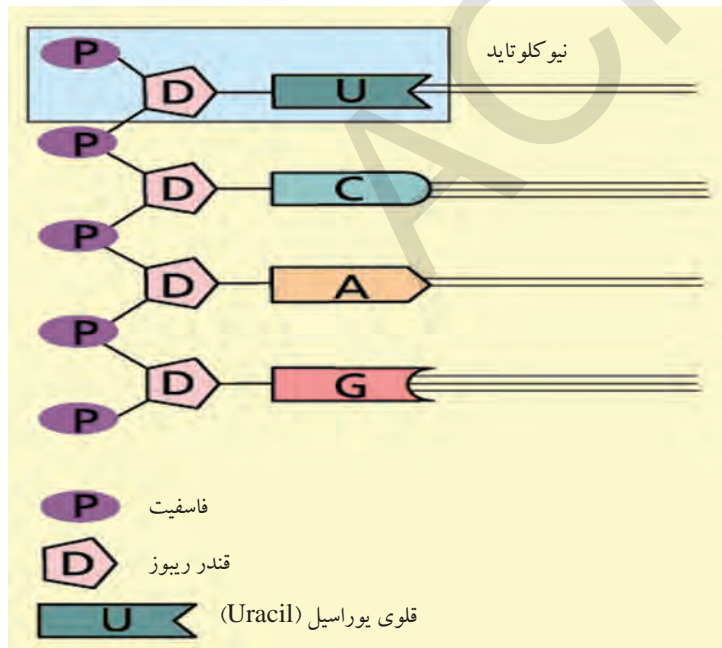 P
نیوکلوتاید
D U
P
D C
P
D A
P
D G
P
P فاسفیت
D قندر ریبوز
U قلوی یوراسیل (Uracil)